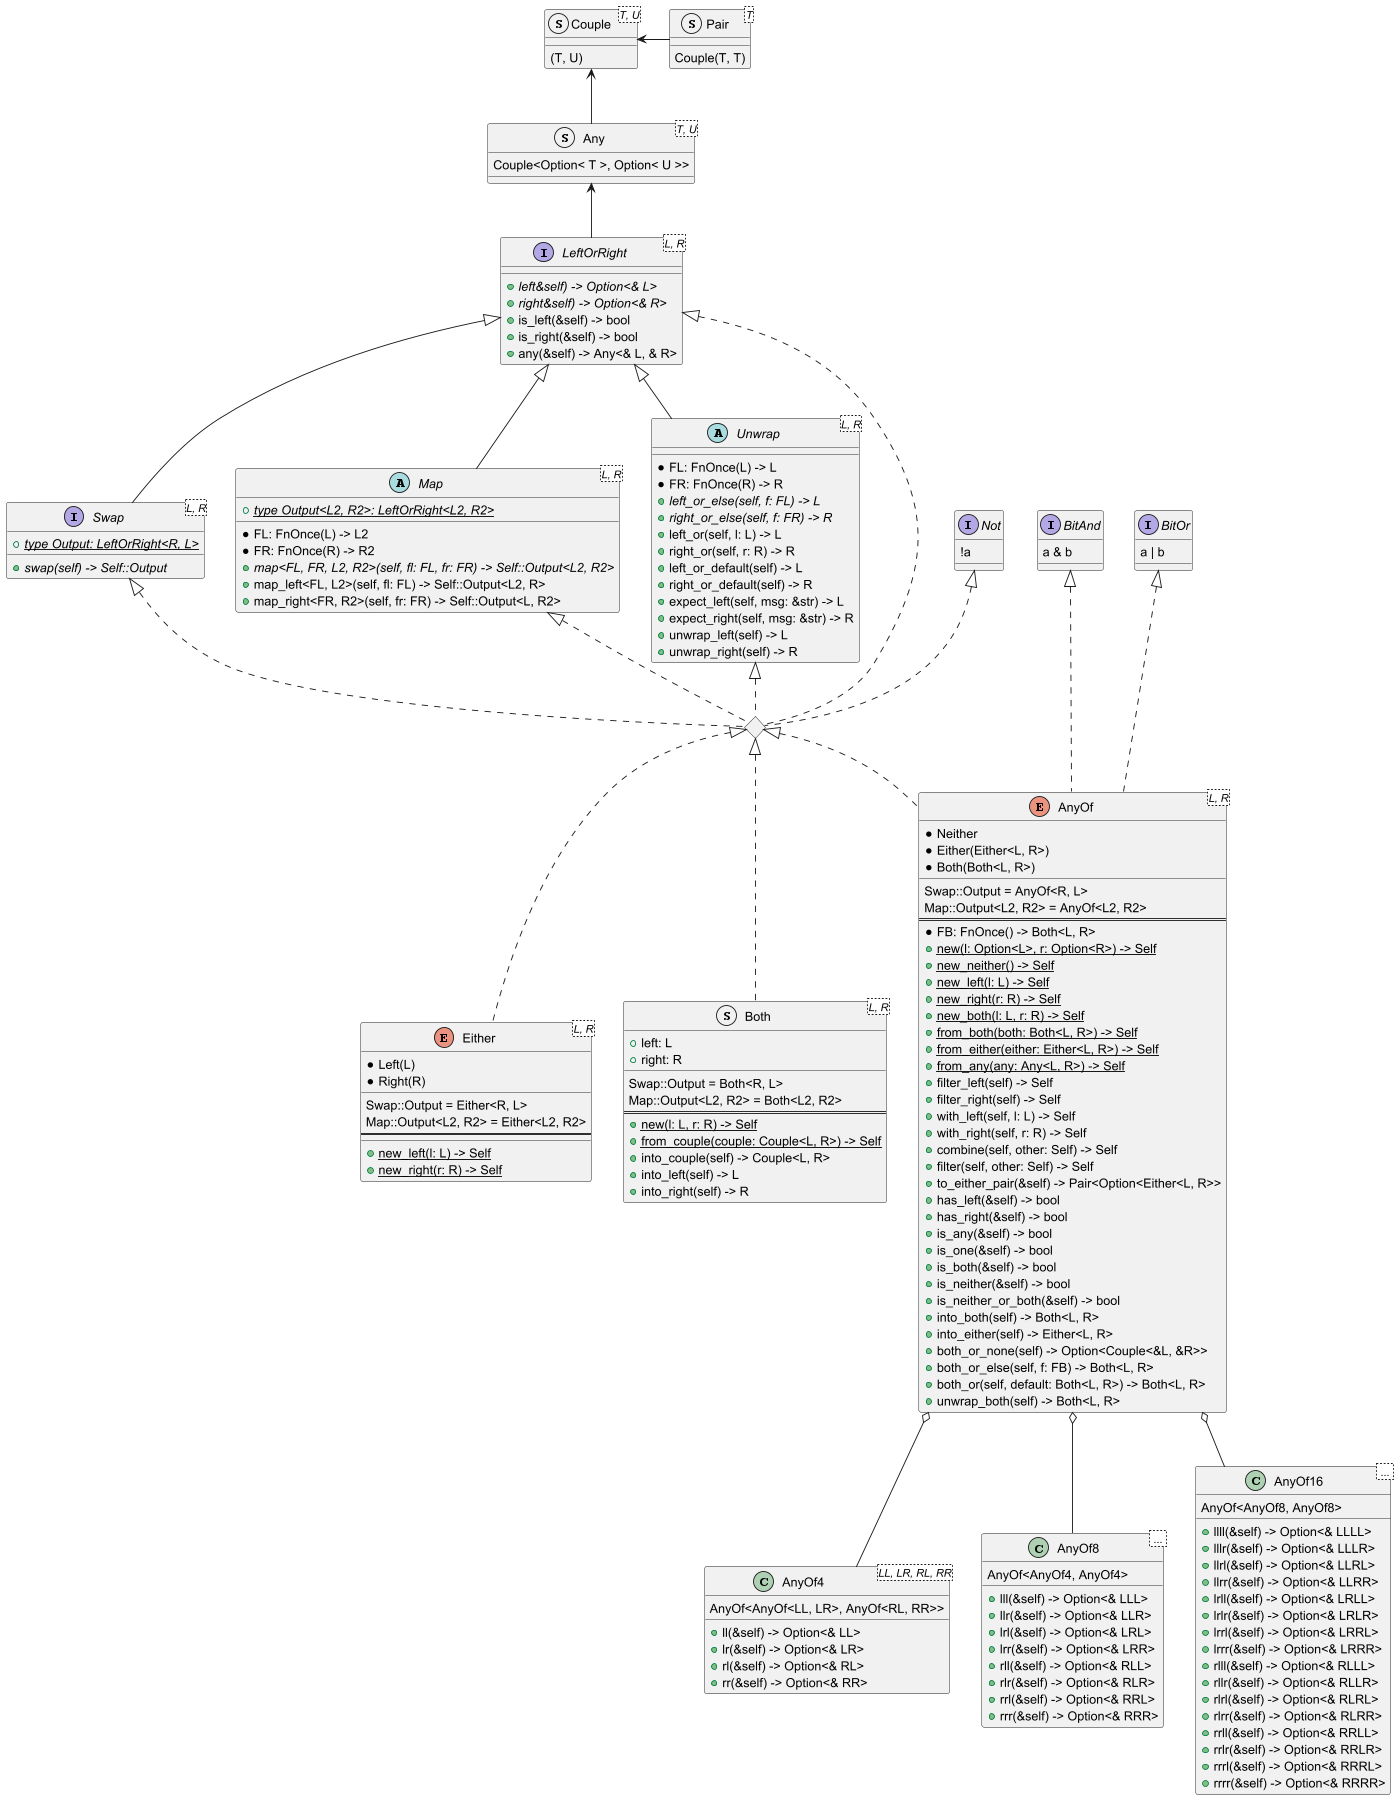 S Couple T, U
(T, U)
S Pair T
Couple(T, T)
S Any T, U
Couple<Option< T >, Option< U >>
I LeftOrRight L, R
left&self) -> Option<& L>
right&self) -> Option<& R>
is_left(&self) -> bool
is_right(&self) -> bool
any(&self) -> Any<& L, & R>
I Swap L, R
type Output: LeftOrRight<R, L>
swap(self) -> Self::Output
A Map L, R
type Output<L2, R2>: LeftOrRight<L2, R2>
FL: FnOnce(L) -> L2
FR: FnOnce(R) -> R2
map<FL, FR, L2, R2>(self, fl: FL, fr: FR) -> Self::Output<L2, R2>
map_left<FL, L2>(self, fl: FL) -> Self::Output<L2, R>
map_right<FR, R2>(self, fr: FR) -> Self::Output<L, R2>
A Unwrap L, R
FL: FnOnce(L) -> L
FR: FnOnce(R) -> R
left_or_else(self, f: FL) -> L
right_or_else(self, f: FR) -> R
left_or(self, l: L) -> L
right_or(self, r: R) -> R
left_or_default(self) -> L
right_or_default(self) -> R
expect_left(self, msg: &str) -> L
expect_right(self, msg: &str) -> R
unwrap_left(self) -> L
unwrap_right(self) -> R
I Not
!a
I BitAnd
a & b
I BitOr
a | b
E Either L, R
Left(L)
Right(R)
Swap::Output = Either<R, L>
Map::Output<L2, R2> = Either<L2, R2>
new_left(l: L) -> Self
new_right(r: R) -> Self
S Both L, R
left: L
right: R
Swap::Output = Both<R, L>
Map::Output<L2, R2> = Both<L2, R2>
new(l: L, r: R) -> Self
from_couple(couple: Couple<L, R>) -> Self
into_couple(self) -> Couple<L, R>
into_left(self) -> L
into_right(self) -> R
E AnyOf L, R
Neither
Either(Either<L, R>)
Both(Both<L, R>)
Swap::Output = AnyOf<R, L>
Map::Output<L2, R2> = AnyOf<L2, R2>
FB: FnOnce() -> Both<L, R>
new(l: Option<L>, r: Option<R>) -> Self
new_neither() -> Self
new_left(l: L) -> Self
new_right(r: R) -> Self
new_both(l: L, r: R) -> Self
from_both(both: Both<L, R>) -> Self
from_either(either: Either<L, R>) -> Self
from_any(any: Any<L, R>) -> Self
filter_left(self) -> Self
filter_right(self) -> Self
with_left(self, l: L) -> Self
with_right(self, r: R) -> Self
combine(self, other: Self) -> Self
filter(self, other: Self) -> Self
to_either_pair(&self) -> Pair<Option<Either<L, R>>
has_left(&self) -> bool
has_right(&self) -> bool
is_any(&self) -> bool
is_one(&self) -> bool
is_both(&self) -> bool
is_neither(&self) -> bool
is_neither_or_both(&self) -> bool
into_both(self) -> Both<L, R>
into_either(self) -> Either<L, R>
both_or_none(self) -> Option<Couple<&L, &R>>
both_or_else(self, f: FB) -> Both<L, R>
both_or(self, default: Both<L, R>) -> Both<L, R>
unwrap_both(self) -> Both<L, R>
C AnyOf4 LL, LR, RL, RR
AnyOf<AnyOf<LL, LR>, AnyOf<RL, RR>>
ll(&self) -> Option<& LL>
lr(&self) -> Option<& LR>
rl(&self) -> Option<& RL>
rr(&self) -> Option<& RR>
C AnyOf8 ...
AnyOf<AnyOf4, AnyOf4>
lll(&self) -> Option<& LLL>
llr(&self) -> Option<& LLR>
lrl(&self) -> Option<& LRL>
lrr(&self) -> Option<& LRR>
rll(&self) -> Option<& RLL>
rlr(&self) -> Option<& RLR>
rrl(&self) -> Option<& RRL>
rrr(&self) -> Option<& RRR>
C AnyOf16 ...
AnyOf<AnyOf8, AnyOf8>
llll(&self) -> Option<& LLLL>
lllr(&self) -> Option<& LLLR>
llrl(&self) -> Option<& LLRL>
llrr(&self) -> Option<& LLRR>
lrll(&self) -> Option<& LRLL>
lrlr(&self) -> Option<& LRLR>
lrrl(&self) -> Option<& LRRL>
lrrr(&self) -> Option<& LRRR>
rlll(&self) -> Option<& RLLL>
rllr(&self) -> Option<& RLLR>
rlrl(&self) -> Option<& RLRL>
rlrr(&self) -> Option<& RLRR>
rrll(&self) -> Option<& RRLL>
rrlr(&self) -> Option<& RRLR>
rrrl(&self) -> Option<& RRRL>
rrrr(&self) -> Option<& RRRR>